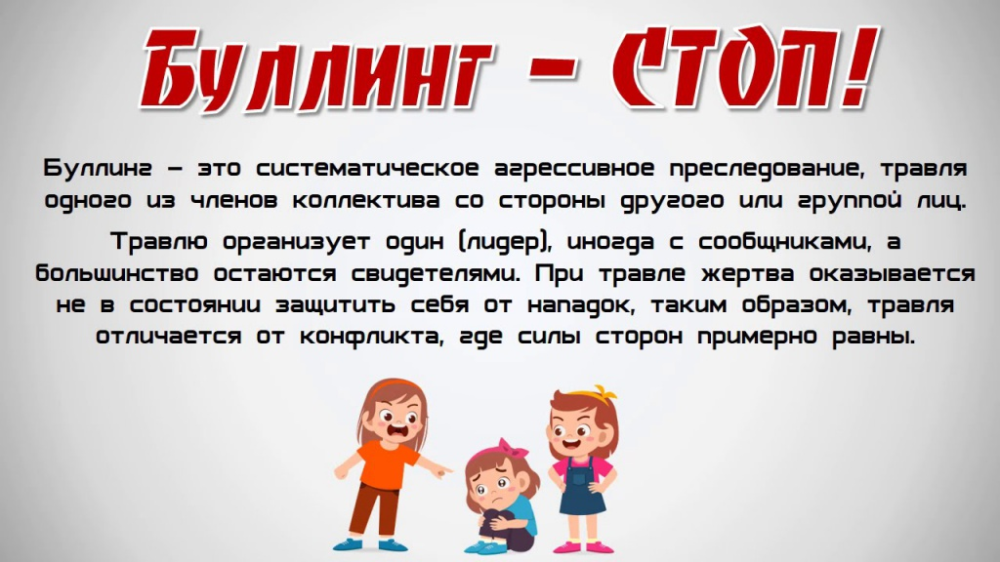 Буллинг - СТОП!
Буллинг – это систематическое агрессивное преследование, травля
одного из членов коллектива со стороны другого или группой лиц.
Травлю организует один (лидер), иногда с сообщниками, а
большинство остаются свидетелями. При травле жертва оказывается
не в состоянии защитить себя от нападок, таким образом, травля
отличается от конфликта, где силы сторон примерно равны.